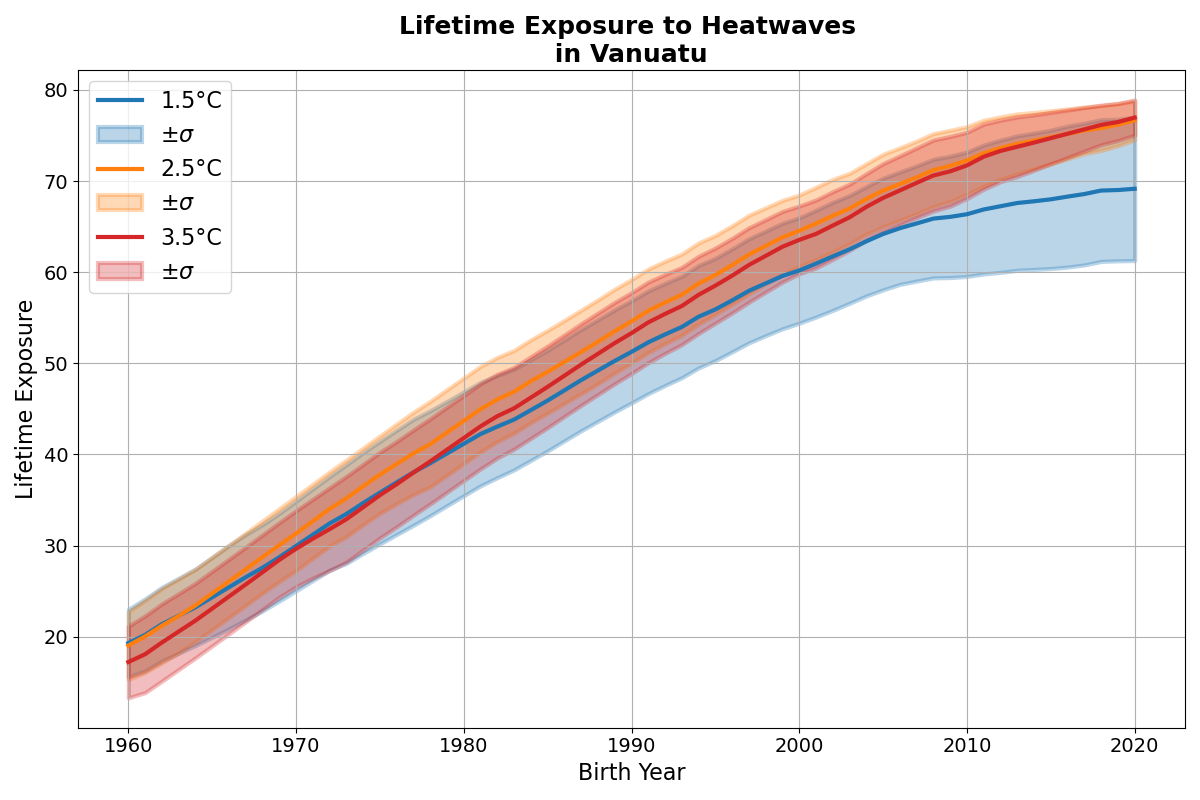 Lifetime Exposure to Heatwaves
in Vanuatu
1.5°C
±σ
2.5°C
±σ
3.5°C
±σ
Lifetime Exposure
80
70
60
50
40
30
20
1960
1970
1980
1990
2000
2010
2020
Birth Year